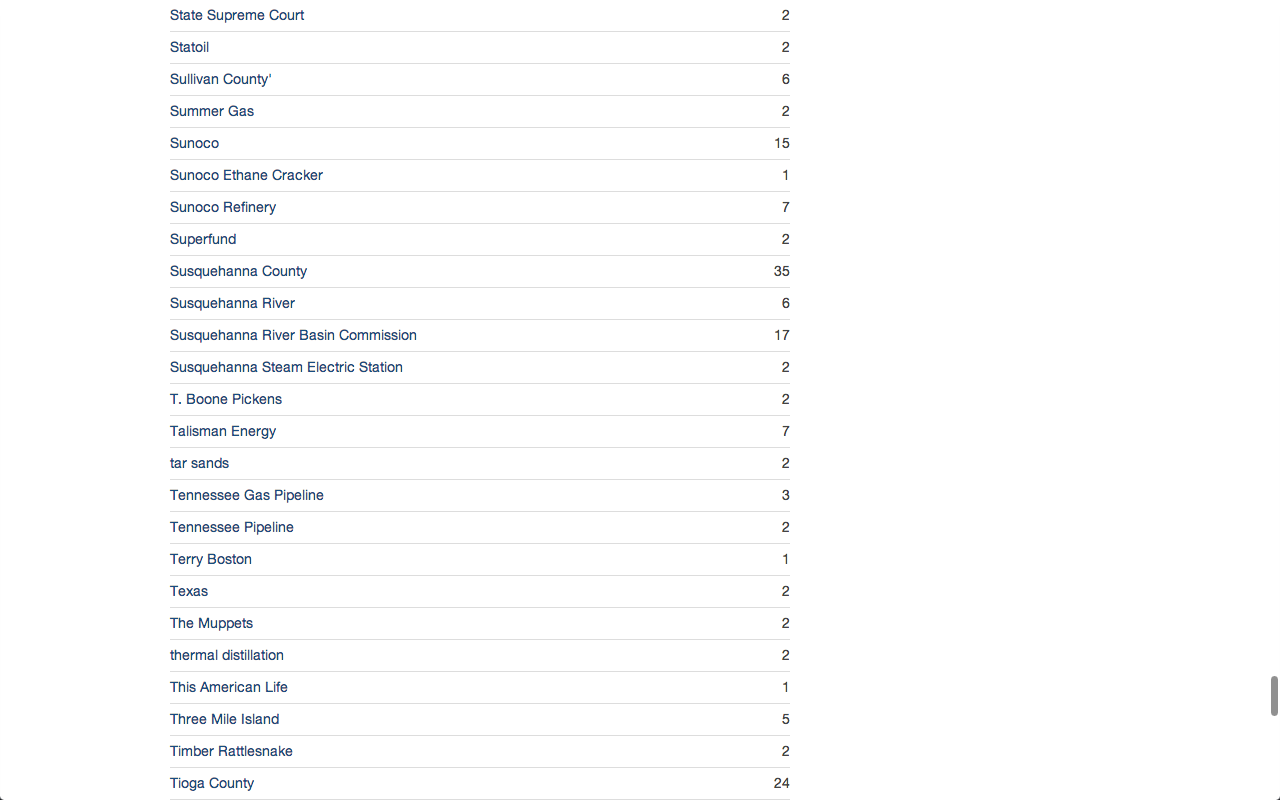 State Supreme Court 2
Statoil 2
Sullivan County' 6
Summer Gas 2
Sunoco 15
Sunoco Ethane Cracker 1
Sunoco Refinery 7
Superfund 2
Susquehanna County 35
Susquehanna River 6
Susquehanna River Basin Commission 17
Susquehanna Steam Electric Station 2
T. Boone Pickens 2
Talisman Energy 7
tar sands 2
Tennessee Gas Pipeline 3
Tennessee Pipeline 2
Terry Boston 1
Texas 2
The Muppets 2
thermal distillation 2
This American Life 1
Three Mile Island 5
Timber Rattlesnake 2
Tioga County 24